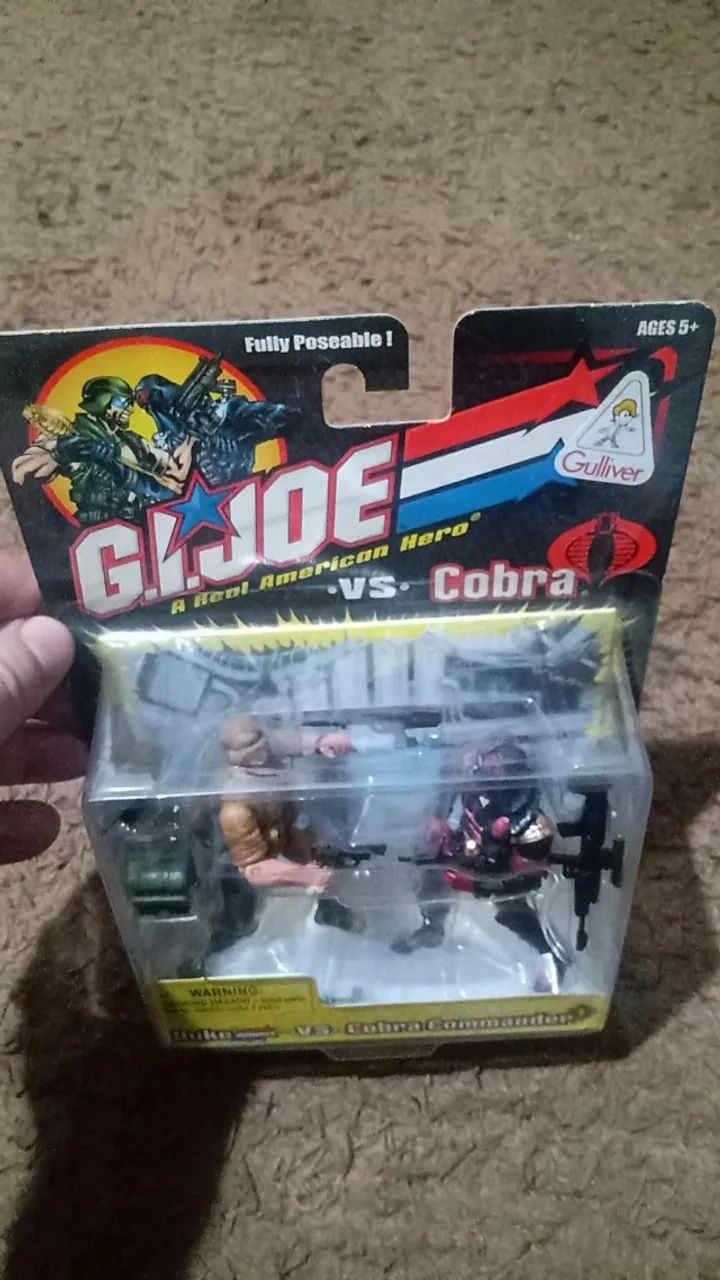 Fully Poseable !
AGES 5+
Gulliver
G.I.JOE
A Real American Hero®
·VS· Cobra
WARNING:
Duke VS Cobra Commander